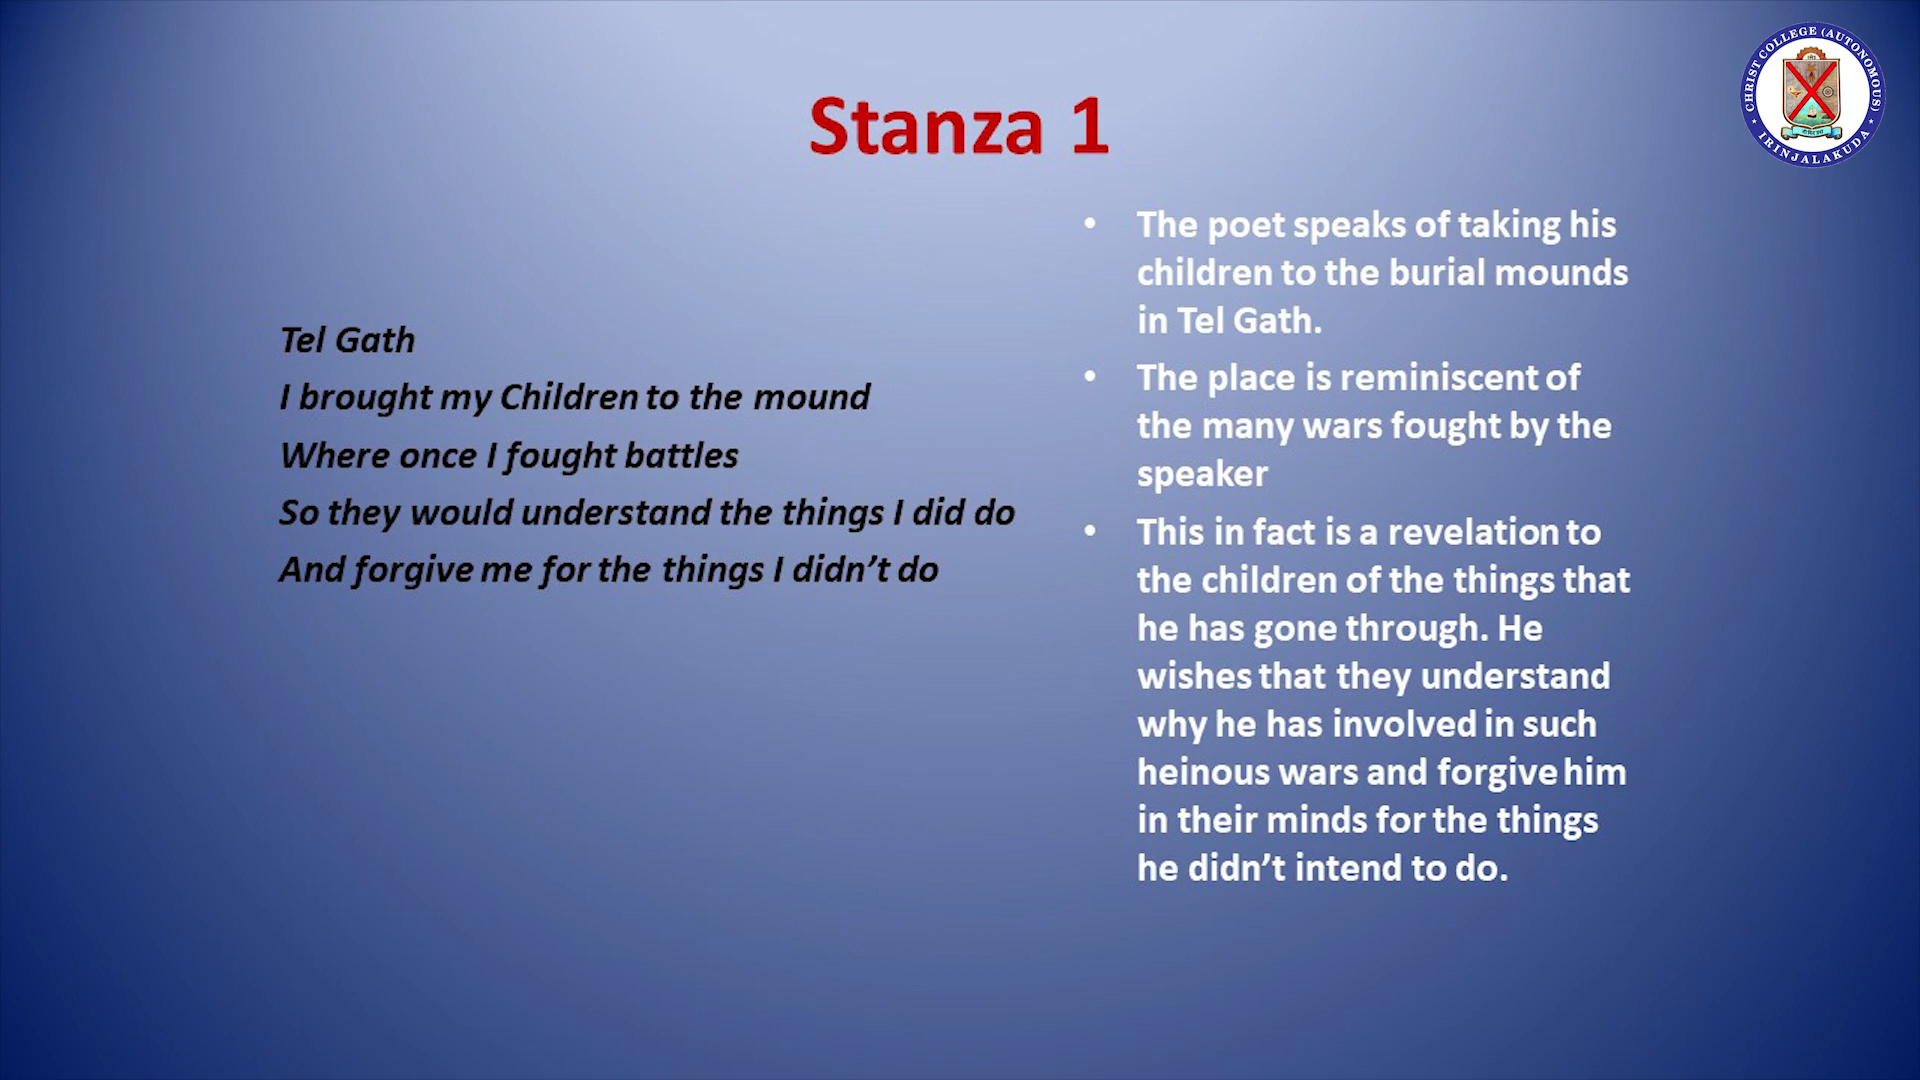 Stanza 1
CHRIST COLLEGE (AUTONOMOUS)
IRINJALAKUDA
Tel Gath
I brought my Children to the mound
Where once I fought battles
So they would understand the things I did do
And forgive me for the things I didn’t do
• The poet speaks of taking his
children to the burial mounds
in Tel Gath.
• The place is reminiscent of
the many wars fought by the
speaker
• This in fact is a revelation to
the children of the things that
he has gone through. He
wishes that they understand
why he has involved in such
heinous wars and forgive him
in their minds for the things
he didn’t intend to do.